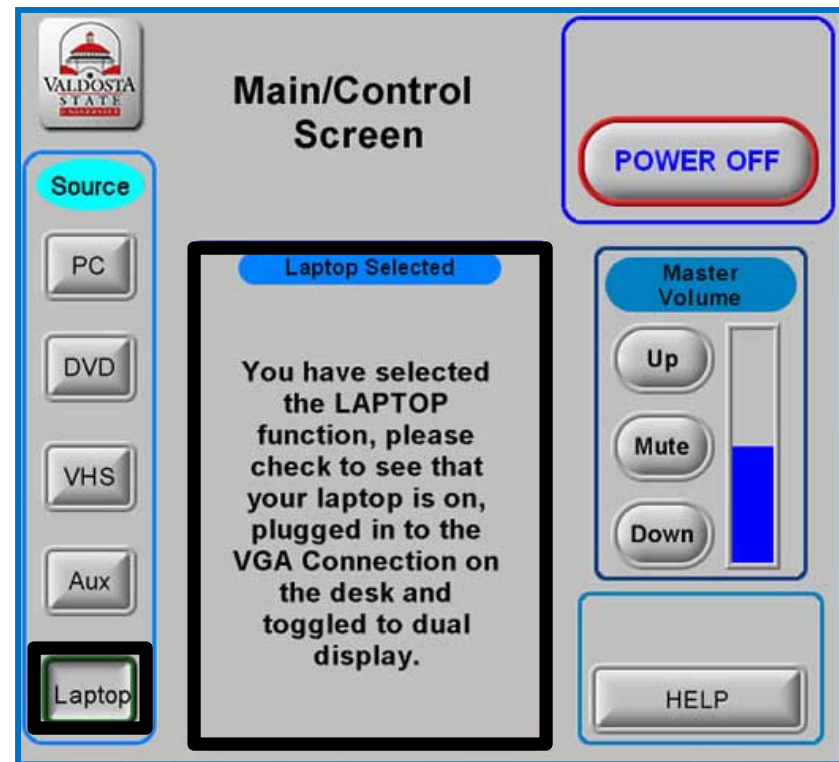 VALDOSTA
STATE
UNIVERSITY
Main/Control
Screen
POWER OFF
Source
PC
DVD
VHS
Aux
Laptop
Laptop Selected
You have selected
the LAPTOP
function, please
check to see that
your laptop is on,
plugged in to the
VGA Connection on
the desk and
toggled to dual
display.
Master
Volume
Up
Mute
Down
HELP